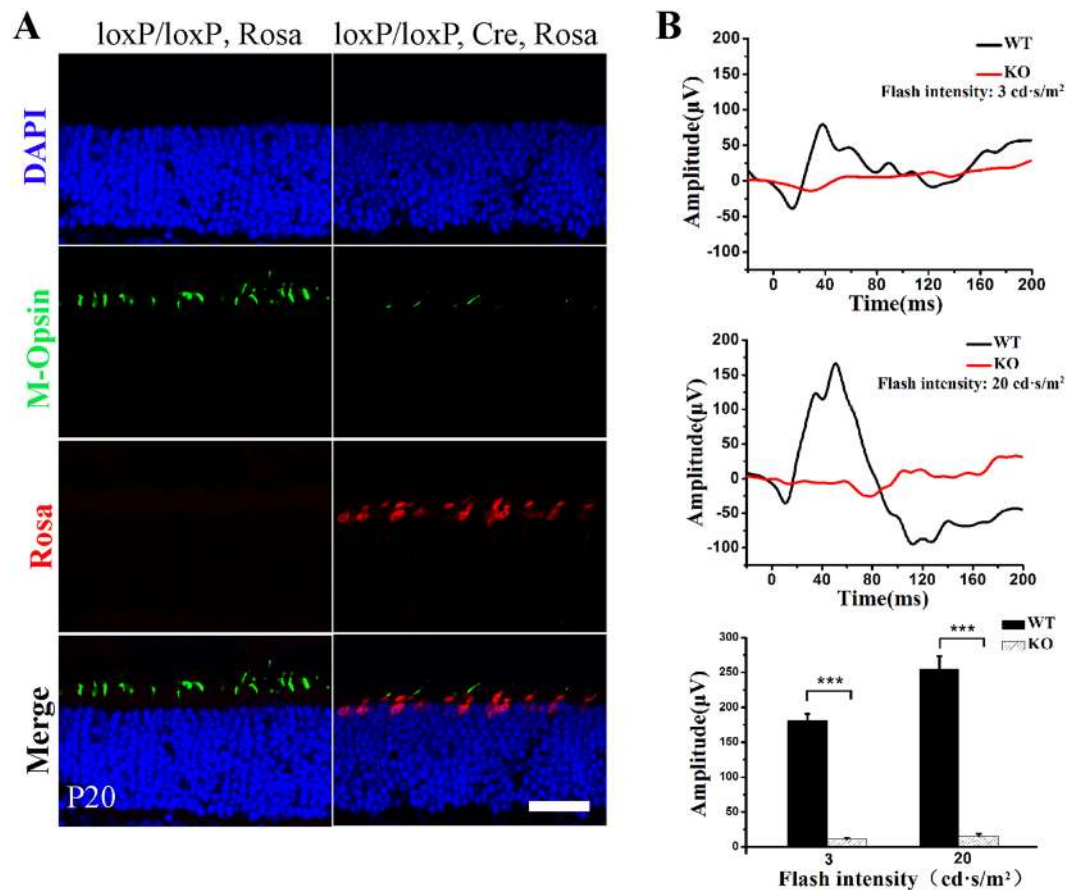 A
loxP/loxP, Rosa
loxP/loxP, Cre, Rosa
DAPI
M-Opsin
Rosa
Merge
P20
B
200
150
100
50
0
-50
-100
Amplitude(μV)
WT
KO
Flash intensity: 3 cd·s/m²
0 40 80 120 160 200
Time(ms)
200
150
100
50
0
-50
-100
Amplitude(μV)
WT
KO
Flash intensity: 20 cd·s/m²
0 40 80 120 160 200
Time(ms)
300
250
200
150
100
50
0
Amplitude(μV)
WT
KO
***
***
3 20
Flash intensity（cd·s/m²）